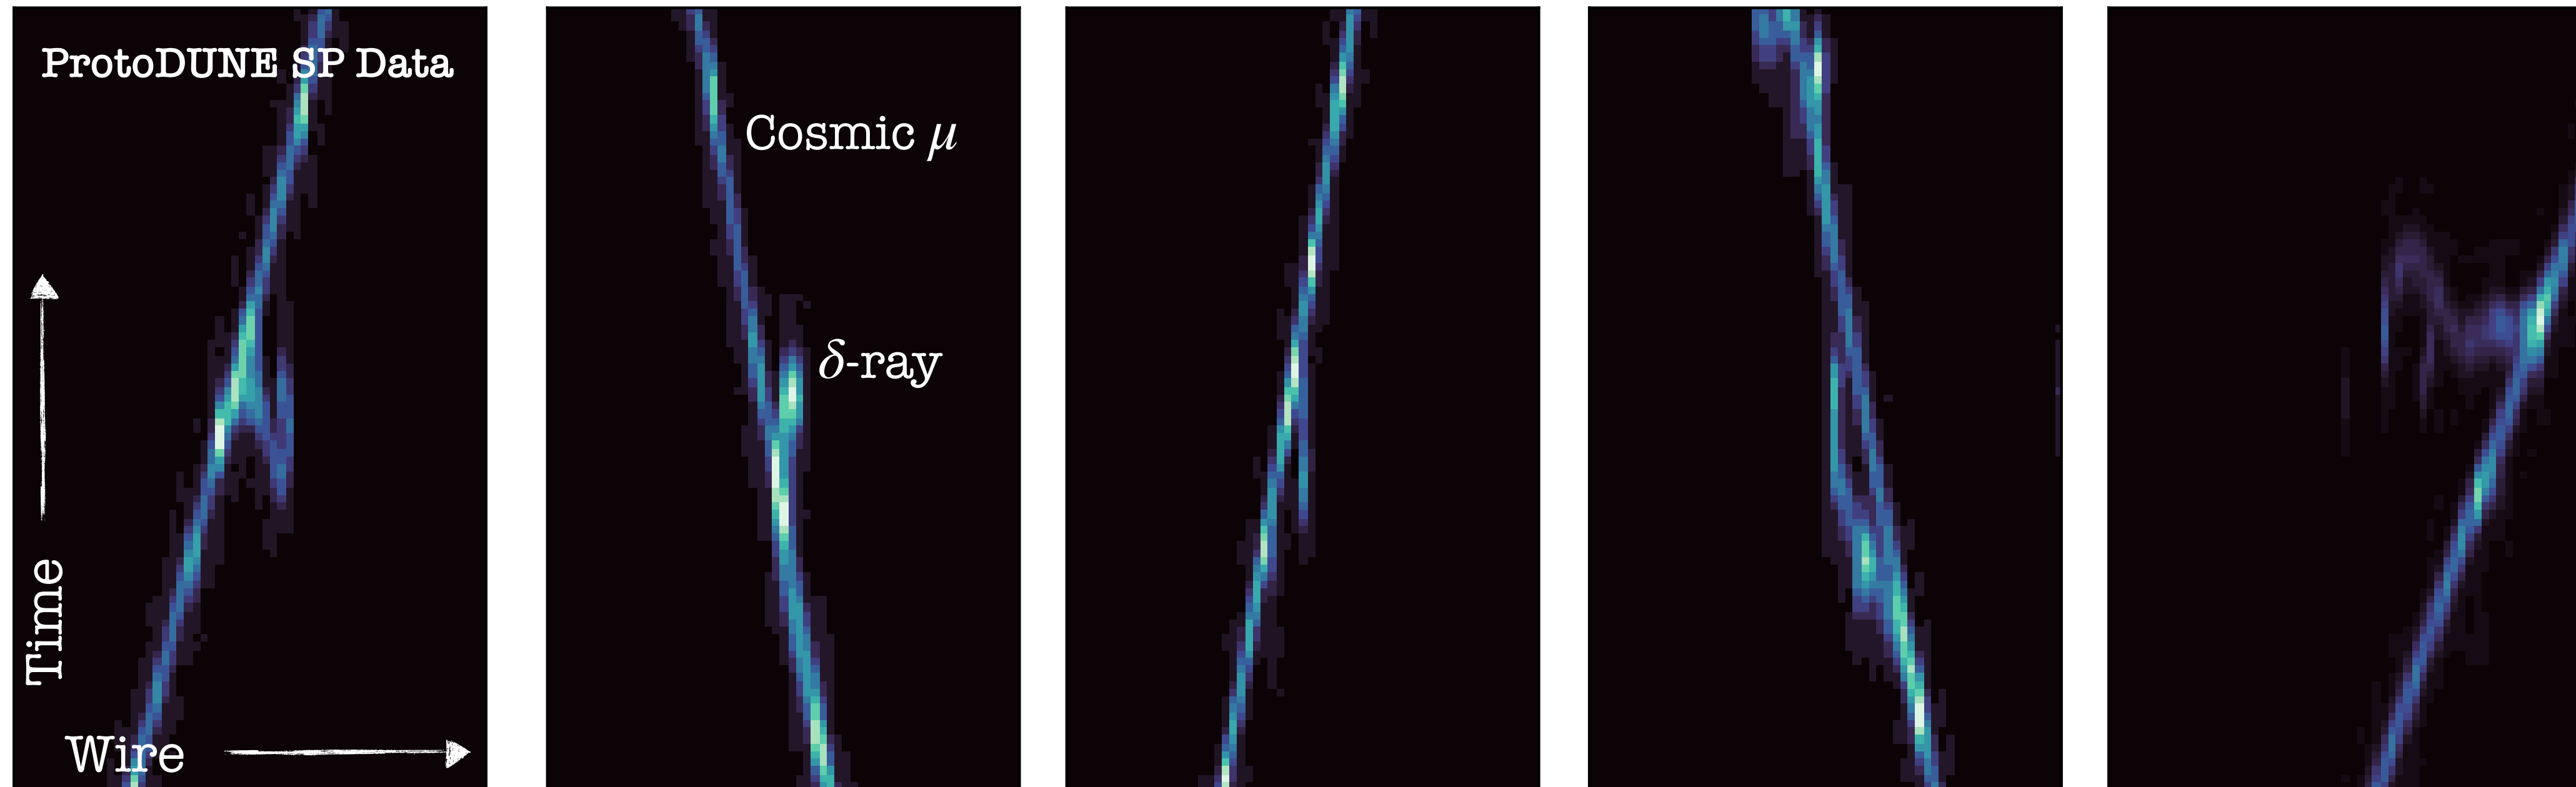 ProtoDUNE SP Data
Time
Wire
Cosmic μ
δ-ray